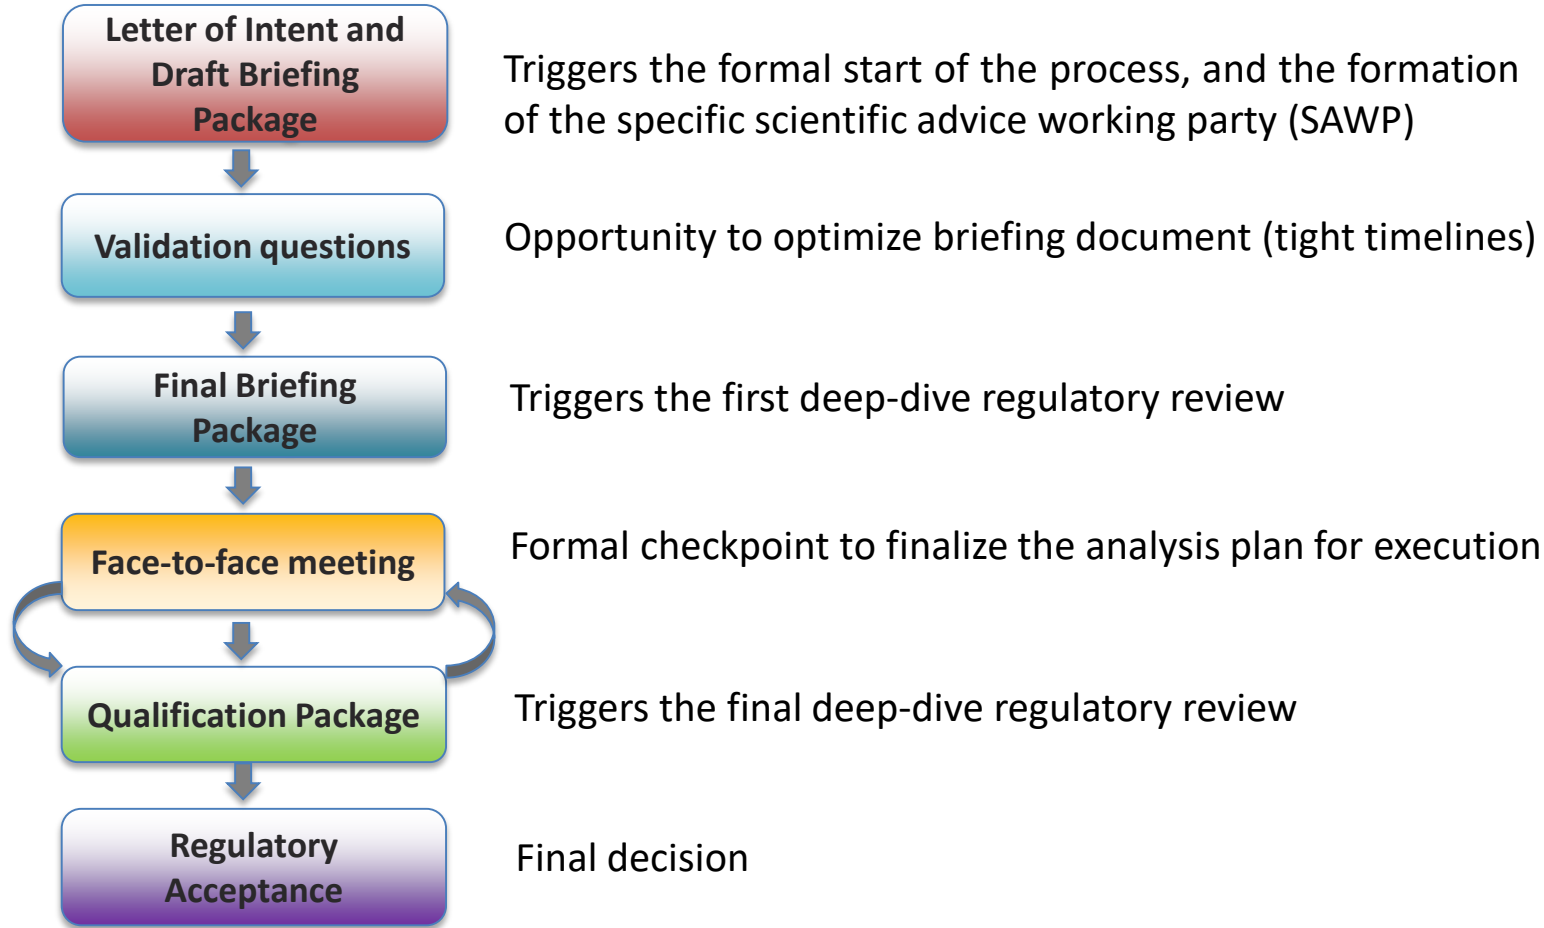 Letter of Intent and
Draft Briefing
Package
Triggers the formal start of the process, and the formation
of the specific scientific advice working party (SAWP)
Validation questions
Opportunity to optimize briefing document (tight timelines)
Final Briefing
Package
Triggers the first deep-dive regulatory review
Face-to-face meeting
Formal checkpoint to finalize the analysis plan for execution
Qualification Package
Triggers the final deep-dive regulatory review
Regulatory
Acceptance
Final decision